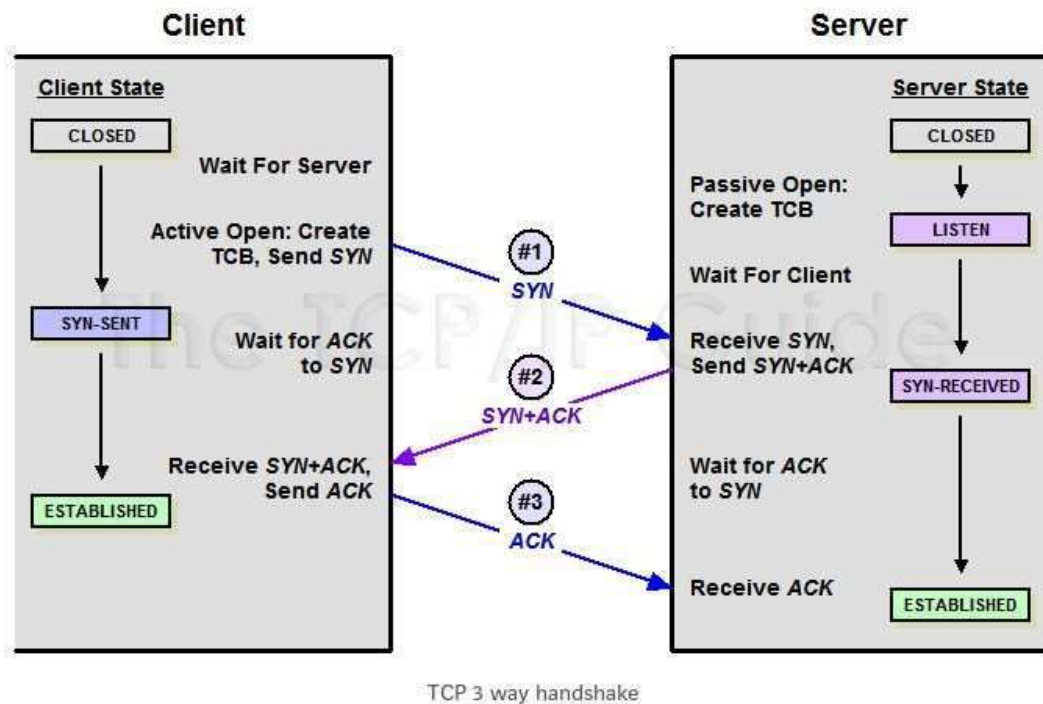 Client
Server
Client State
CLOSED
Wait For Server
Active Open: Create
TCB, Send SYN
SYN-SENT
Wait for ACK
to SYN
Receive SYN+ACK,
Send ACK
ESTABLISHED
#1
SYN
#2
SYN+ACK
#3
ACK
Server State
CLOSED
Passive Open:
Create TCB
LISTEN
Wait For Client
Receive SYN,
Send SYN+ACK
SYN-RECEIVED
Wait for ACK
to SYN
Receive ACK
ESTABLISHED
The TCP/IP Guide
TCP 3 way handshake